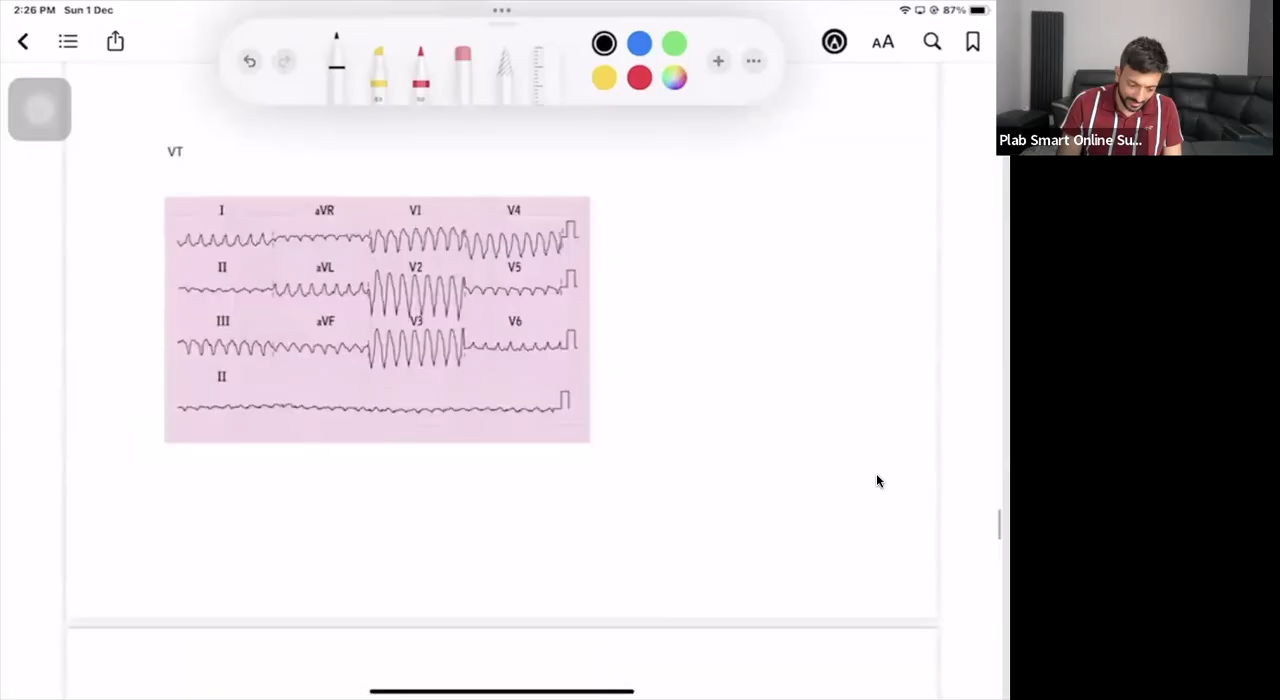 2:26 PM Sun 1 Dec
87%
AA
Plab Smart Online Su...
VT
I aVR V1 V4
II aVL V2 V5
III aVF V3 V6
II